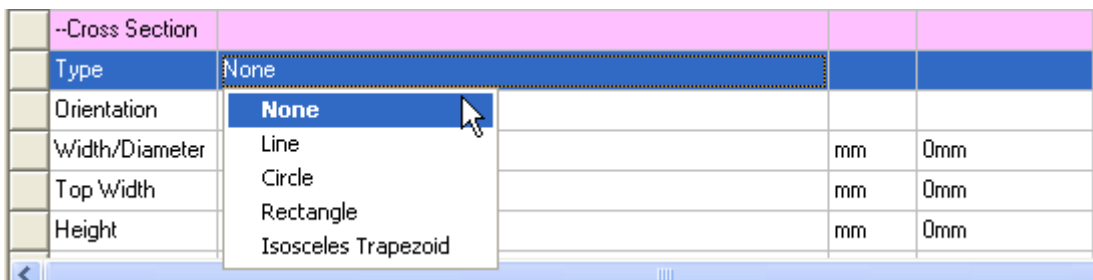 --Cross Section
Type None
Orientation None
Width/Diameter Line mm 0mm
Circle
Top Width mm 0mm
Rectangle
Height mm 0mm
Isosceles Trapezoid